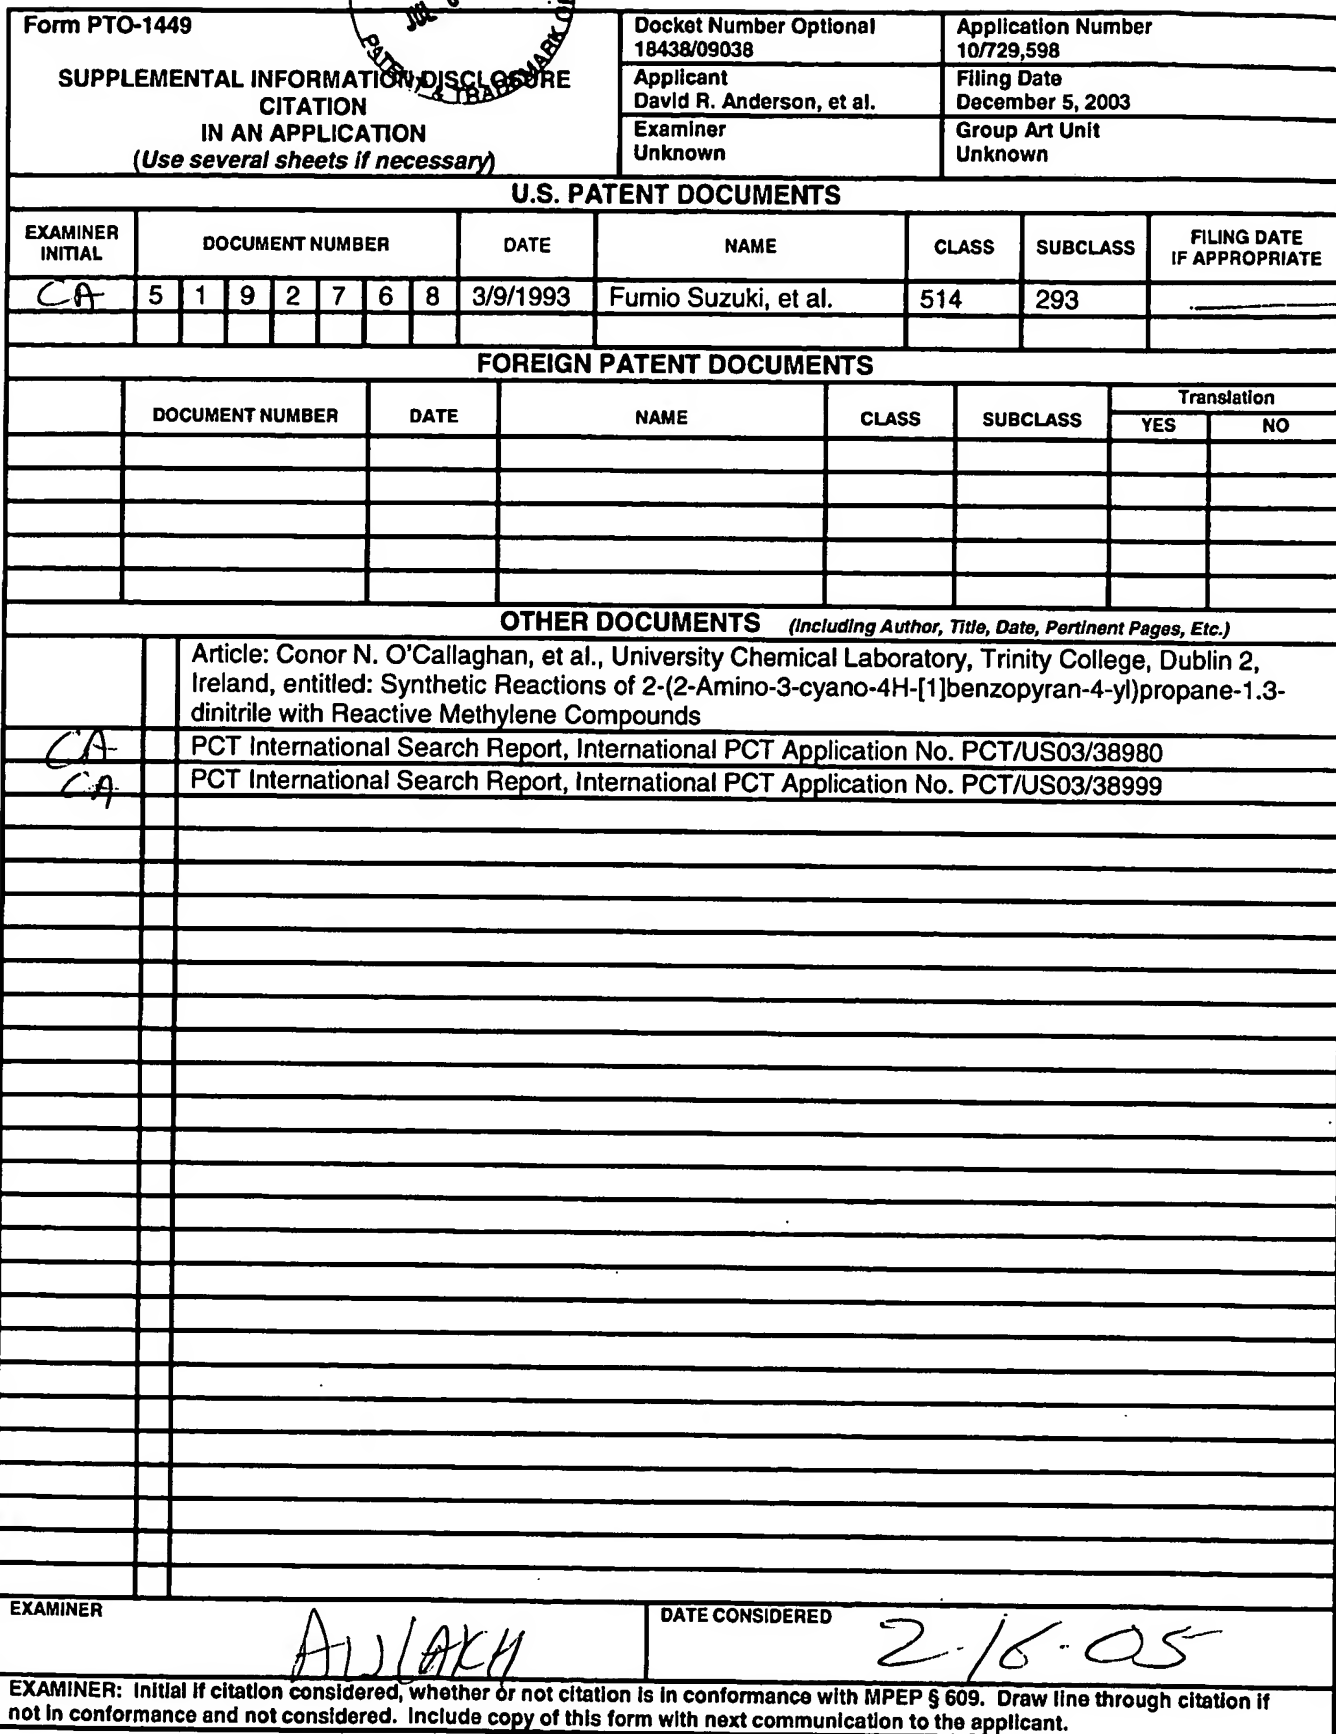 Form PTO-1449
SUPPLEMENTAL INFORMATION DISCLOSURE
CITATION
IN AN APPLICATION
(Use several sheets if necessary)
JUL
PATENT & TRADEMARK
Docket Number Optional
18438/09038
Application Number
10/729,598
Applicant
David R. Anderson, et al.
Filing Date
December 5, 2003
Examiner
Unknown
Group Art Unit
Unknown
U.S. PATENT DOCUMENTS
EXAMINER INITIAL DOCUMENT NUMBER DATE NAME CLASS SUBCLASS FILING DATE IF APPROPRIATE
CA 5 1 9 2 7 6 8 3/9/1993 Fumio Suzuki, et al. 514 293
FOREIGN PATENT DOCUMENTS
Translation
DOCUMENT NUMBER DATE NAME CLASS SUBCLASS YES NO
OTHER DOCUMENTS (Including Author, Title, Date, Pertinent Pages, Etc.)
Article: Conor N. O'Callaghan, et al., University Chemical Laboratory, Trinity College, Dublin 2,
Ireland, entitled: Synthetic Reactions of 2-(2-Amino-3-cyano-4H-[1]benzopyran-4-yl)propane-1.3-
dinitrile with Reactive Methylene Compounds
CA PCT International Search Report, International PCT Application No. PCT/US03/38980
CA PCT International Search Report, International PCT Application No. PCT/US03/38999
EXAMINER
AULAKH
DATE CONSIDERED
2-16-05
EXAMINER: Initial if citation considered, whether or not citation is in conformance with MPEP § 609. Draw line through citation if
not in conformance and not considered. Include copy of this form with next communication to the applicant.